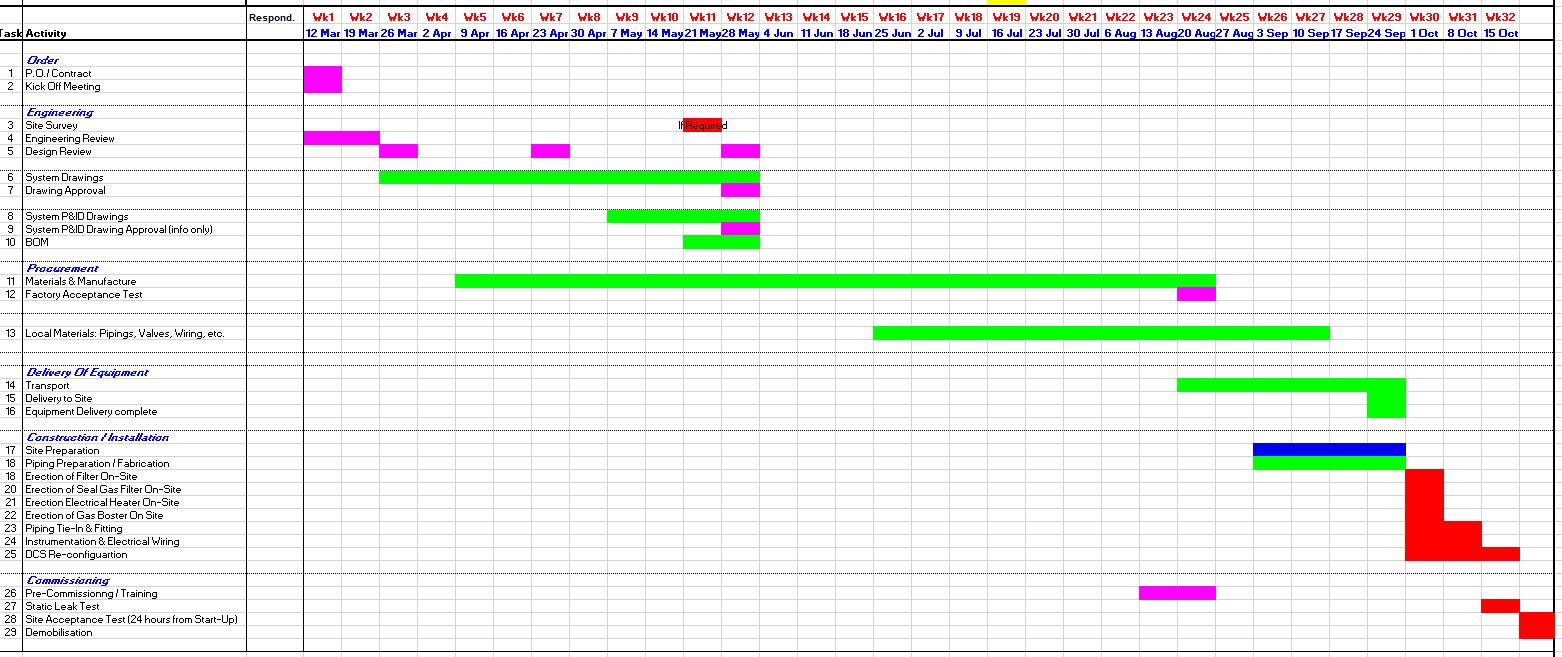 Respond. Wk1 Wk2 Wk3 Wk4 Wk5 Wk6 Wk7 Wk8 Wk9 Wk10 Wk11 Wk12 Wk13 Wk14 Wk15 Wk16 Wk17 Wk18 Wk19 Wk20 Wk21 Wk22 Wk23 Wk24 Wk25 Wk26 Wk27 Wk28 Wk29 Wk30 Wk31 Wk32
Task Activity 12 Mar 19 Mar 26 Mar 2 Apr 9 Apr 16 Apr 23 Apr 30 Apr 7 May 14 May 21 May 28 May 4 Jun 11 Jun 18 Jun 25 Jun 2 Jul 9 Jul 16 Jul 23 Jul 30 Jul 6 Aug 13 Aug 20 Aug 27 Aug 3 Sep 10 Sep 17 Sep 24 Sep 1 Oct 8 Oct 15 Oct
Order
1 P.O./ Contract
2 Kick Off Meeting
Engineering
3 Site Survey If Required
4 Engineering Review
5 Design Review
6 System Drawings
7 Drawing Approval
8 System P&ID Drawings
9 System P&ID Drawing Approval (info only)
10 BOM
Procurement
11 Materials & Manufacture
12 Factory Acceptance Test
13 Local Materials: Pipings, Valves, Wiring, etc.
Delivery Of Equipment
14 Transport
15 Delivery to Site
16 Equipment Delivery complete
Construction / Installation
17 Site Preparation
18 Piping Preparation / Fabrication
18 Erection of Filter On-Site
20 Erection of Seal Gas Filter On-Site
21 Erection Electrical Heater On-Site
22 Erection of Gas Boster On Site
23 Piping Tie-In & Fitting
24 Instrumentation & Electrical Wiring
25 DCS Re-configuartion
Commissioning
26 Pre-Commissionng / Training
27 Static Leak Test
28 Site Acceptance Test (24 hours from Start-Up)
29 Demobilisation